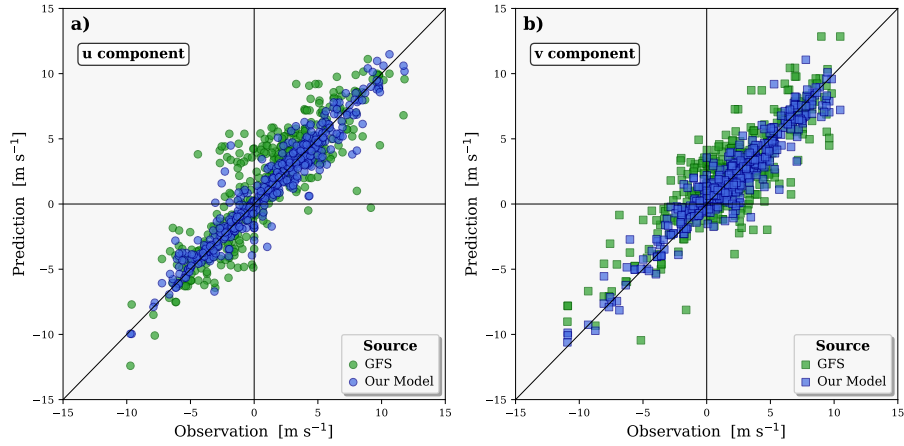 a)
u component
15
10
5
0
−5
−10
−15
Prediction [m s⁻¹]
−15 −10 −5 0 5 10 15
Observation [m s⁻¹]
Source
GFS
Our Model
b)
v component
15
10
5
0
−5
−10
−15
Prediction [m s⁻¹]
−15 −10 −5 0 5 10 15
Observation [m s⁻¹]
Source
GFS
Our Model